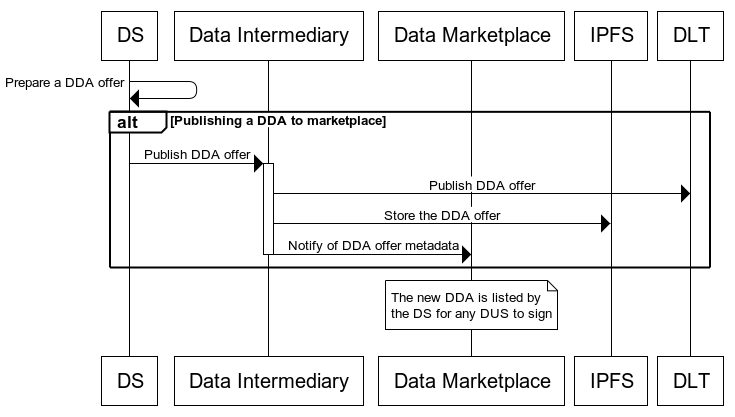 DS
Data Intermediary
Data Marketplace
IPFS
DLT
Prepare a DDA offer
alt
[Publishing a DDA to marketplace]
Publish DDA offer
Publish DDA offer
Store the DDA offer
Notify of DDA offer metadata
The new DDA is listed by
the DS for any DUS to sign
DS
Data Intermediary
Data Marketplace
IPFS
DLT